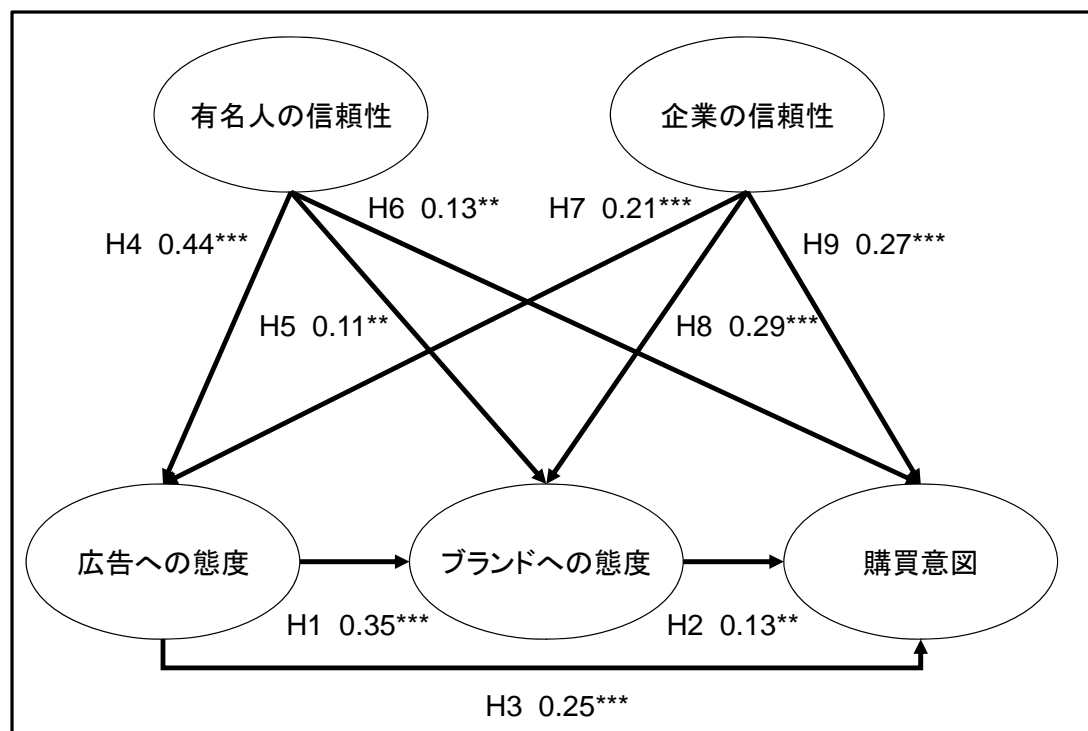 有名人の信頼性
企業の信頼性
H6 0.13**
H7 0.21***
H4 0.44***
H9 0.27***
H5 0.11**
H8 0.29***
広告への態度
ブランドへの態度
購買意図
H1 0.35***
H2 0.13**
H3 0.25***